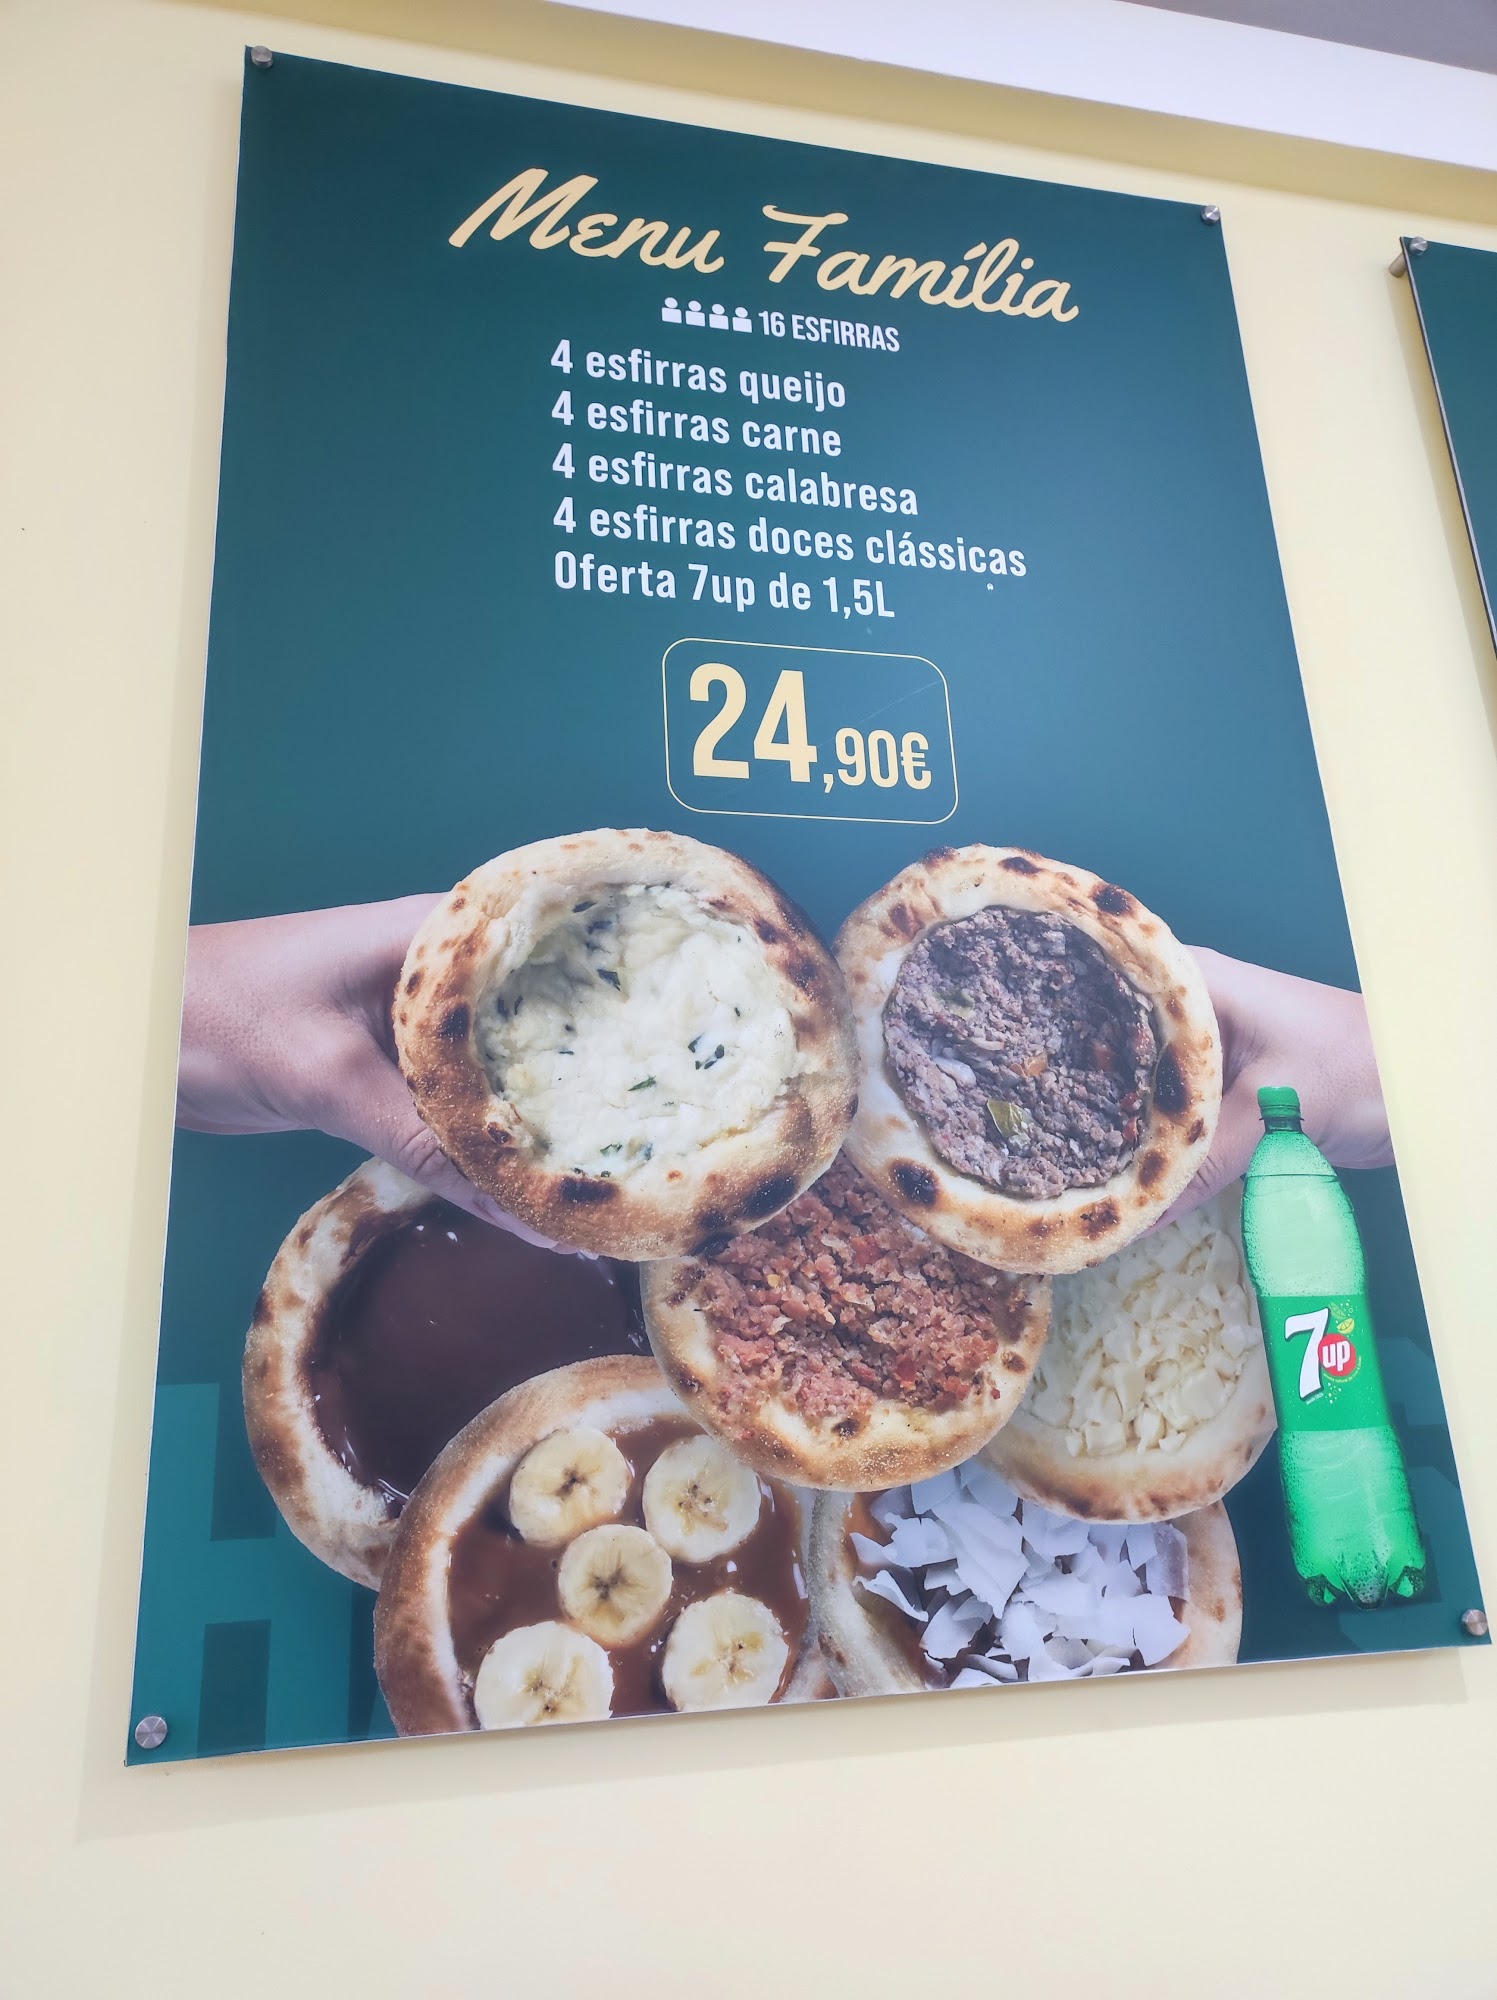 Menu Família
16 ESFIRRAS
4 esfirras queijo
4 esfirras carne
4 esfirras calabresa
4 esfirras doces clássicas
Oferta 7up de 1,5L
24,90€
7up